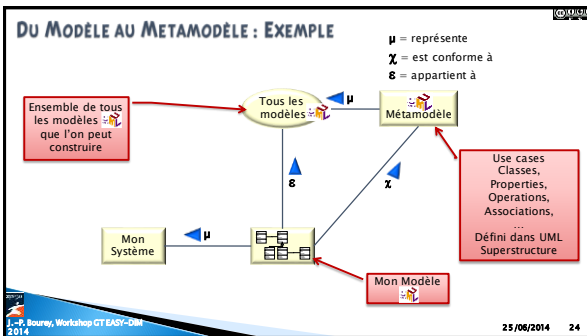 DU MODÈLE AU METAMODÈLE : EXEMPLE
μ = représente
χ = est conforme à
ε = appartient à
Ensemble de tous
les modèles
que l'on peut
construire
Tous les
modèles
μ
Métamodèle
ε
χ
Use cases
Classes,
Properties,
Operations,
Associations,
...
Défini dans UML
Superstructure
Mon
Système
μ
Mon Modèle
J.-P. Bourey, Workshop GT EASY-DIM
2014
25/06/2014 24